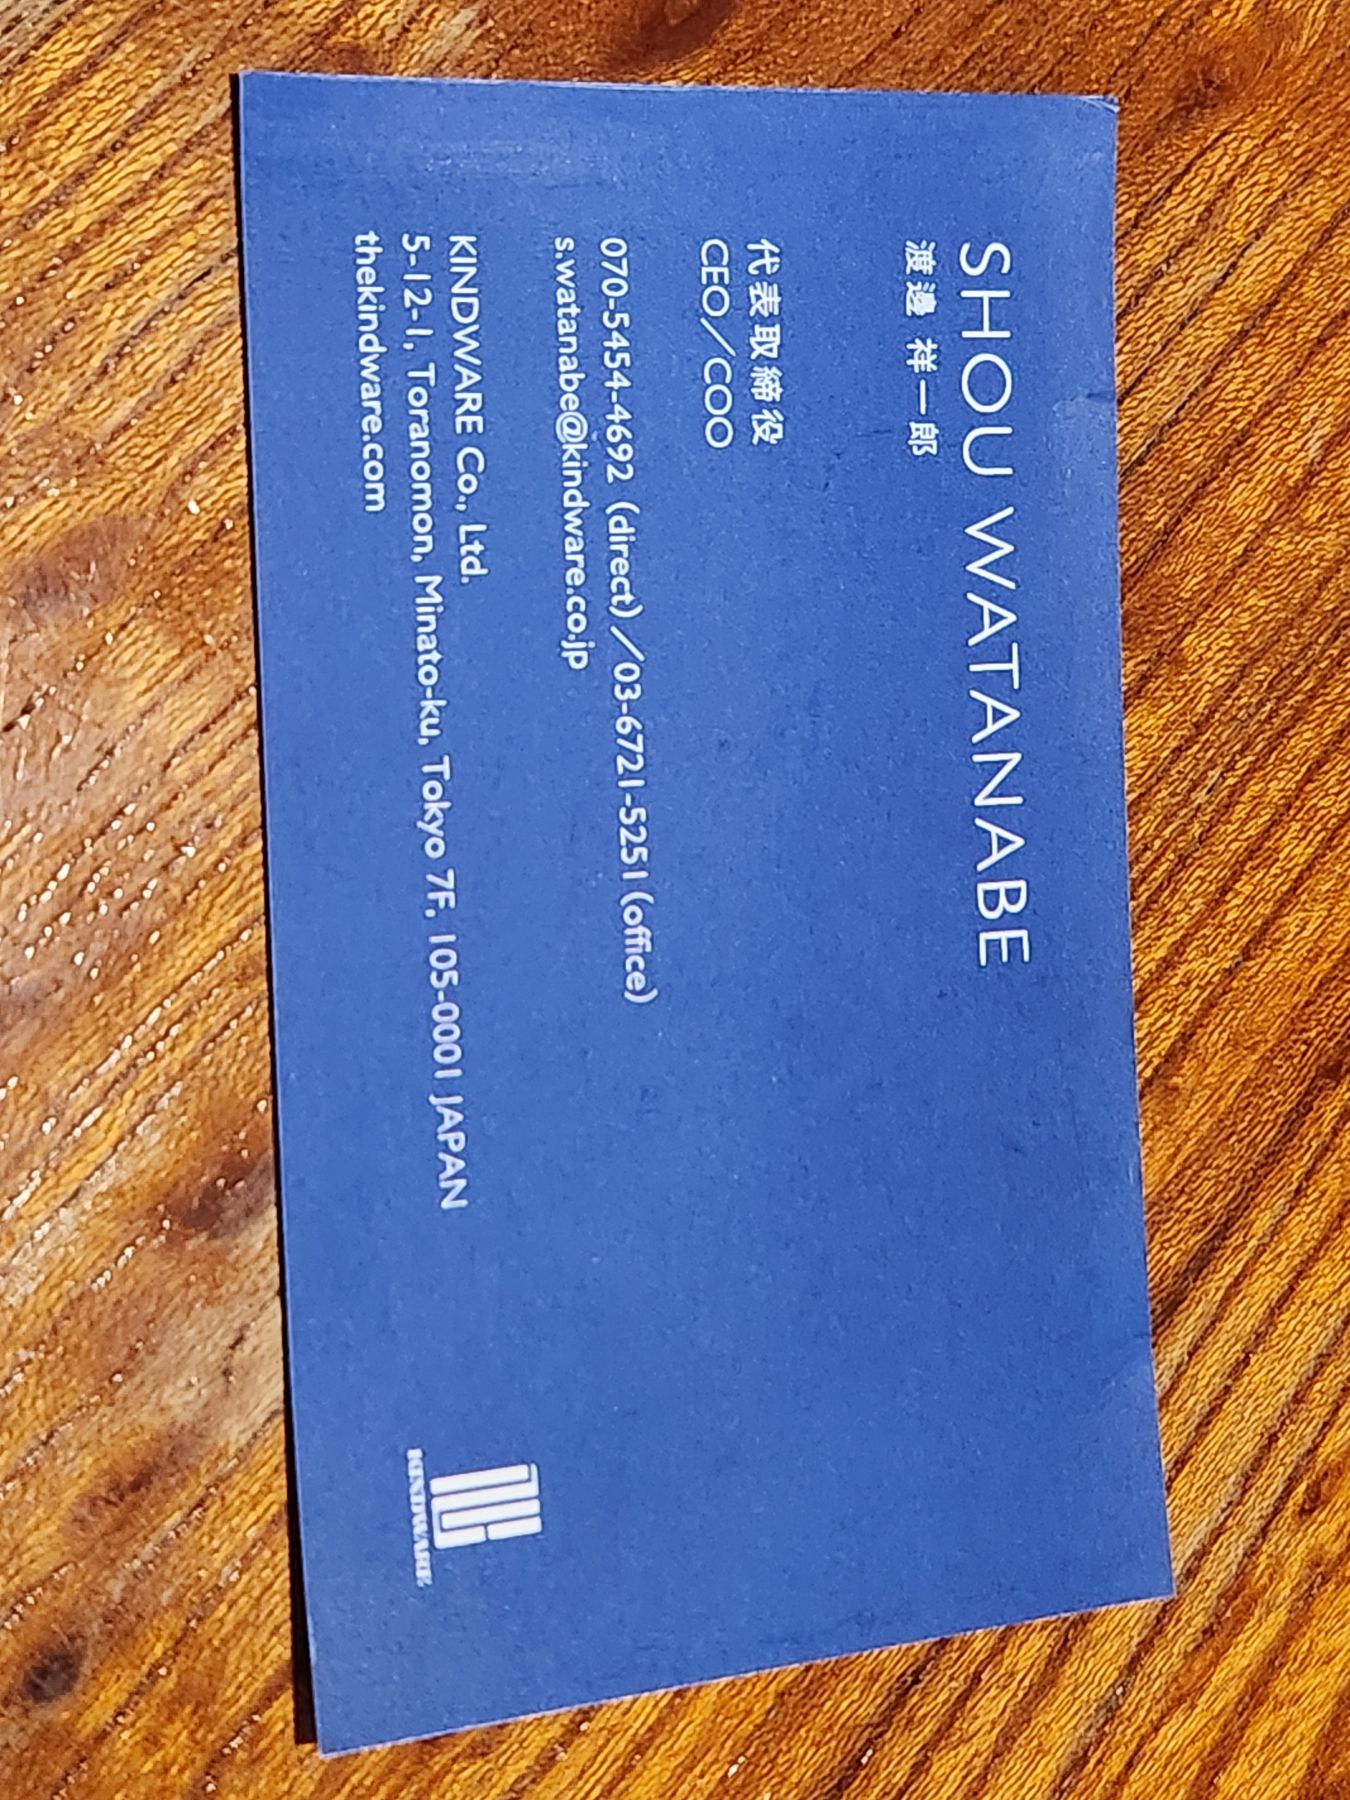 SHOU WATANABE
渡邊 祥一郎
代表取締役
CEO／COO
070-5454-4692 (direct)／03-6721-5251 (office)
s.watanabe@kindware.co.jp
KINDWARE Co., Ltd.
5-12-1, Toranomon, Minato-ku, Tokyo 7F. 105-0001 JAPAN
thekindware.com
KINDWARE